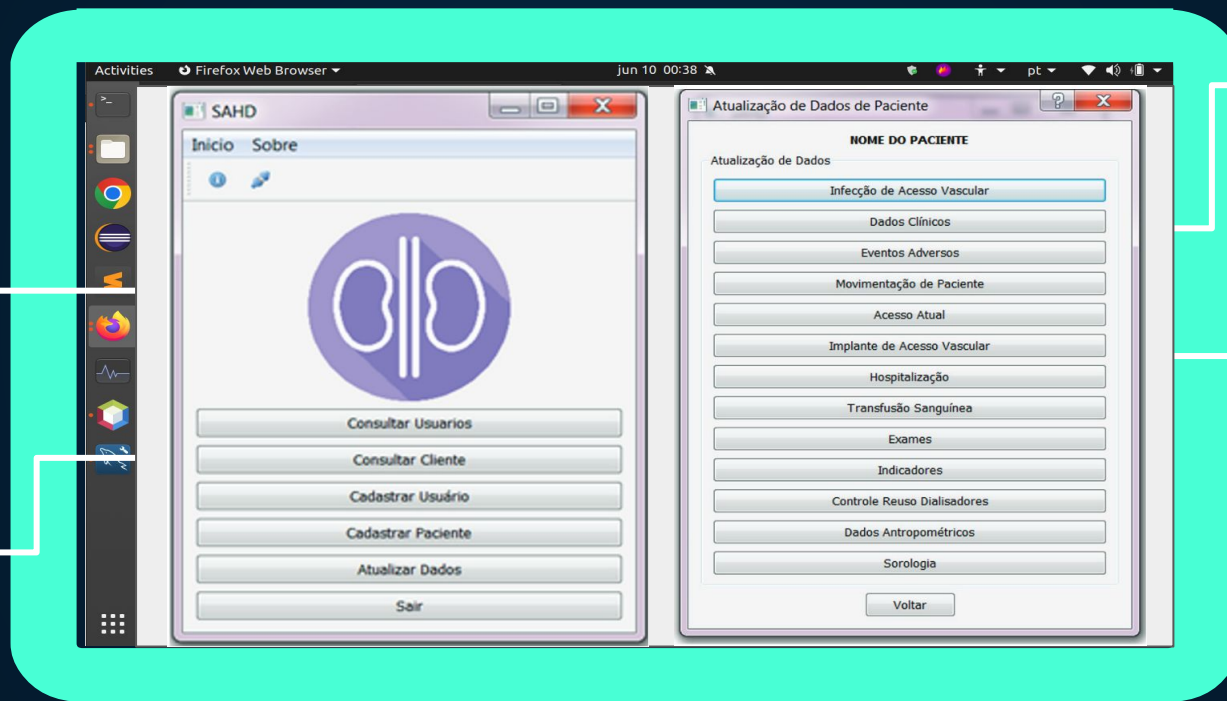 Activities Firefox Web Browser jun 10 00:38 pt
SAHD
Inicio Sobre
Consultar Usuarios
Consultar Cliente
Cadastrar Usuário
Cadastrar Paciente
Atualizar Dados
Sair
Atualização de Dados de Paciente
NOME DO PACIENTE
Atualização de Dados
Infecção de Acesso Vascular
Dados Clínicos
Eventos Adversos
Movimentação de Paciente
Acesso Atual
Implante de Acesso Vascular
Hospitalização
Transfusão Sanguínea
Exames
Indicadores
Controle Reuso Dialisadores
Dados Antropométricos
Sorologia
Voltar